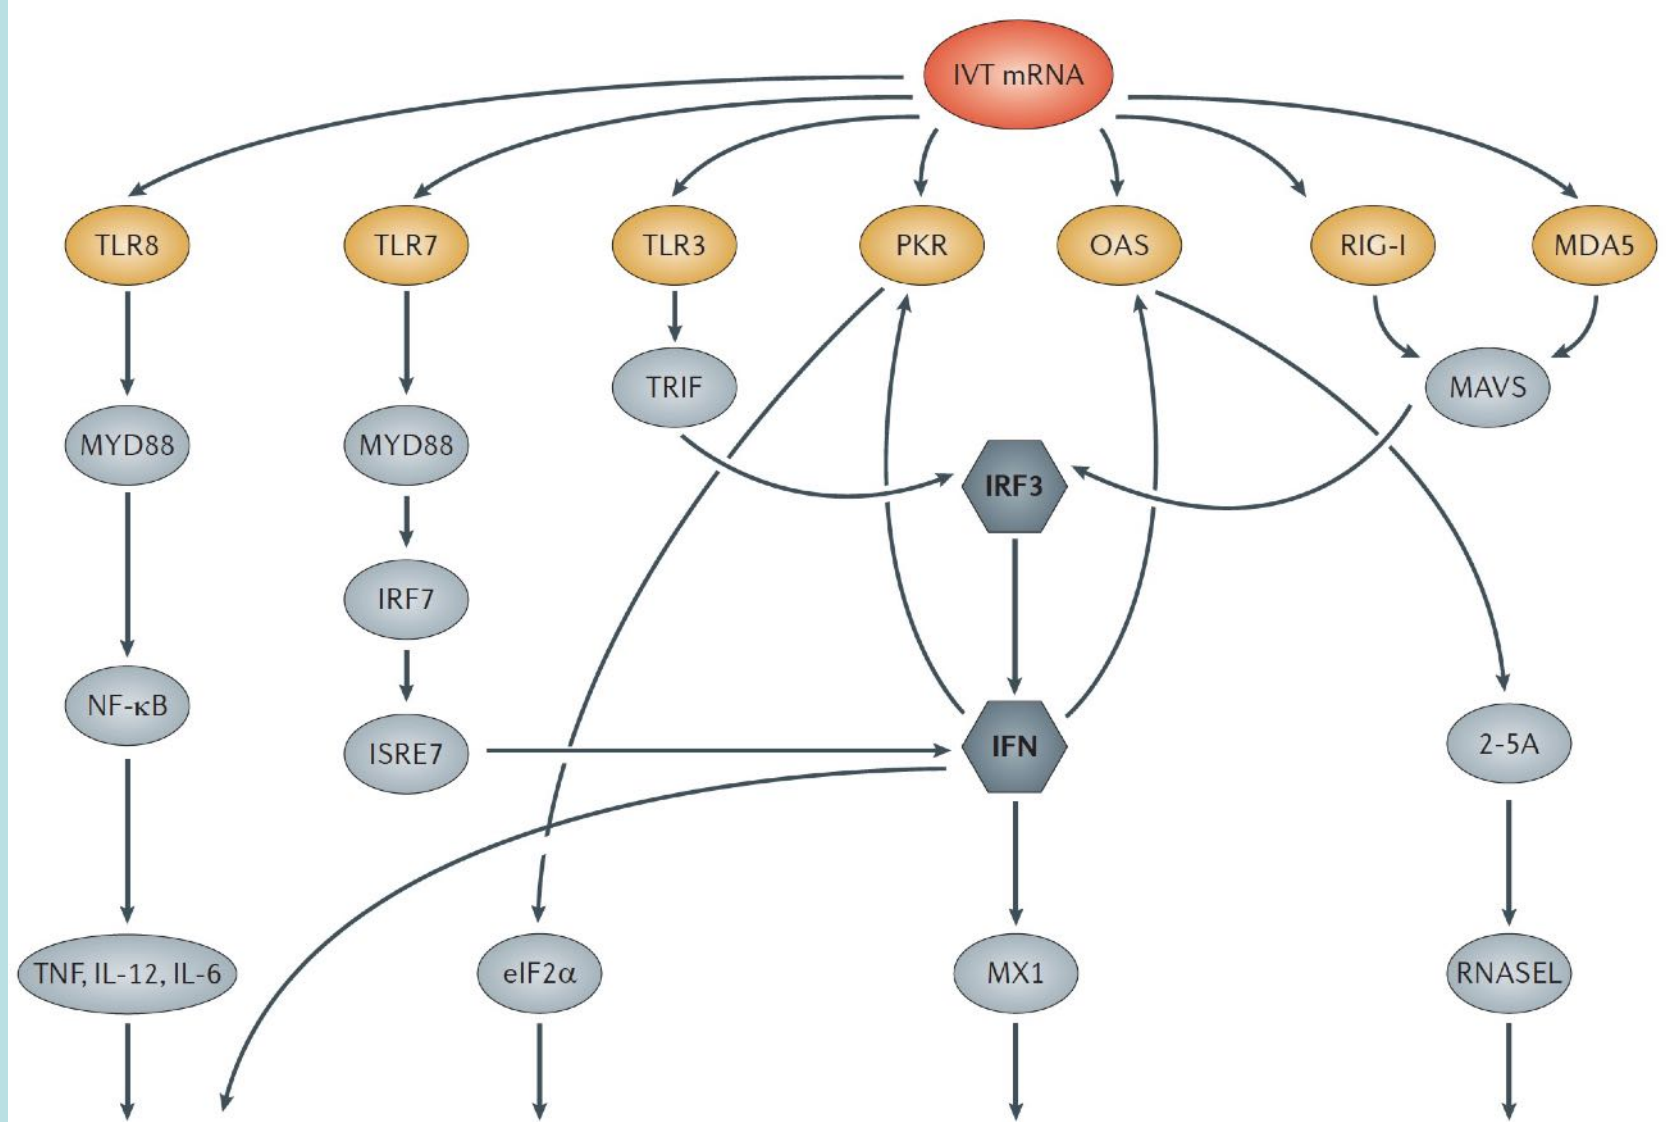 IVT mRNA
TLR8
TLR7
TLR3
PKR
OAS
RIG-I
MDA5
TRIF
MAVS
MYD88
MYD88
IRF3
IRF7
NF-κB
ISRE7
IFN
2-5A
TNF, IL-12, IL-6
eIF2α
MX1
RNASEL